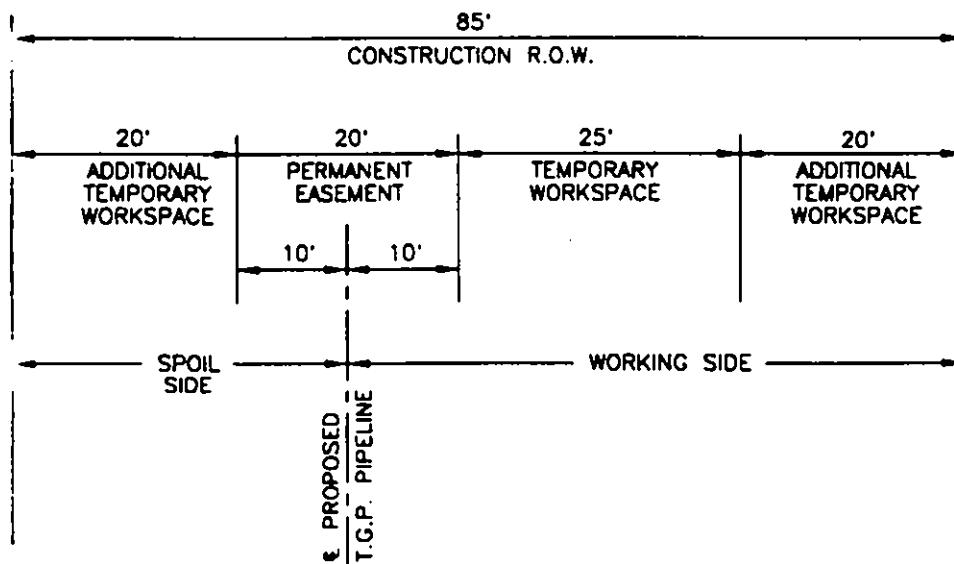 85'
CONSTRUCTION R.O.W.
20'
ADDITIONAL
TEMPORARY
WORKSPACE
20'
PERMANENT
EASEMENT
25'
TEMPORARY
WORKSPACE
20'
ADDITIONAL
TEMPORARY
WORKSPACE
10'
10'
SPOIL
SIDE
WORKING SIDE
℄ PROPOSED
T.G.P. PIPELINE